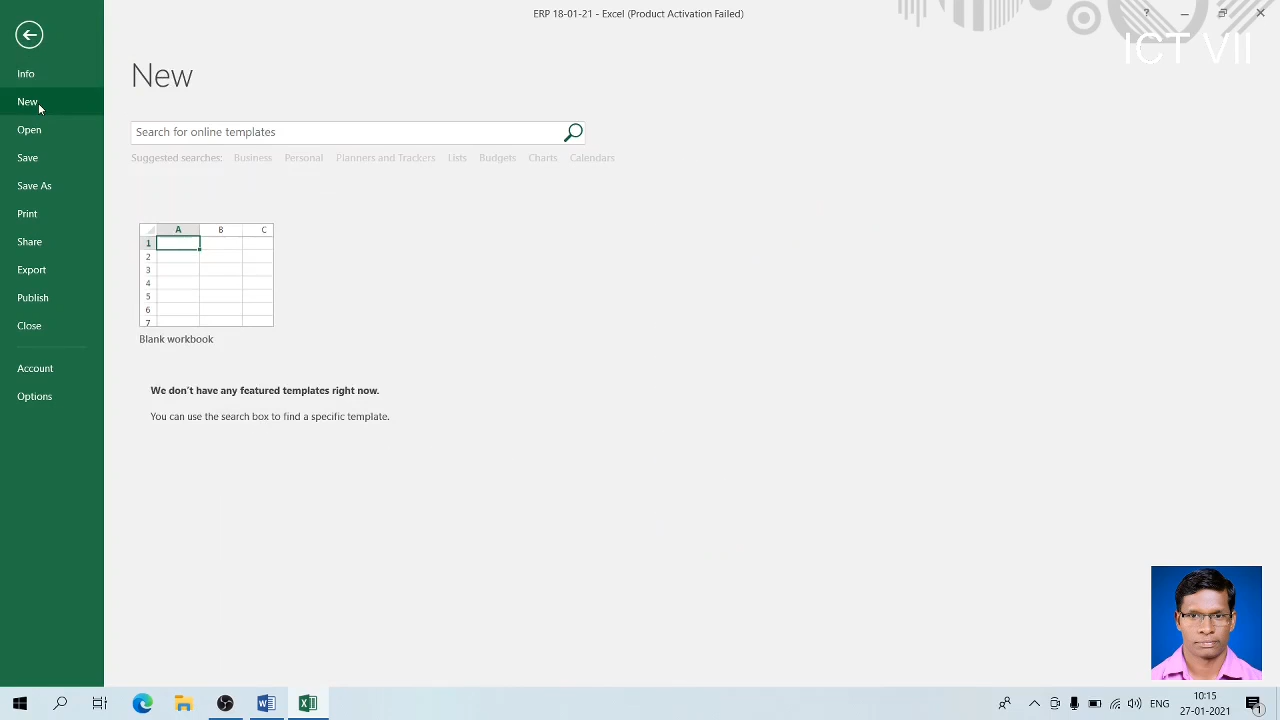 ERP 18-01-21 - Excel (Product Activation Failed)
?
ICT VII
Info
New
Open
Save
Save As
Print
Share
Export
Publish
Close
Account
Options
New
Search for online templates
Suggested searches: Business Personal Planners and Trackers Lists Budgets Charts Calendars
A B C
1
2
3
4
5
6
7
Blank workbook
We don't have any featured templates right now.
You can use the search box to find a specific template.
ENG
10:15
27-01-2021
1